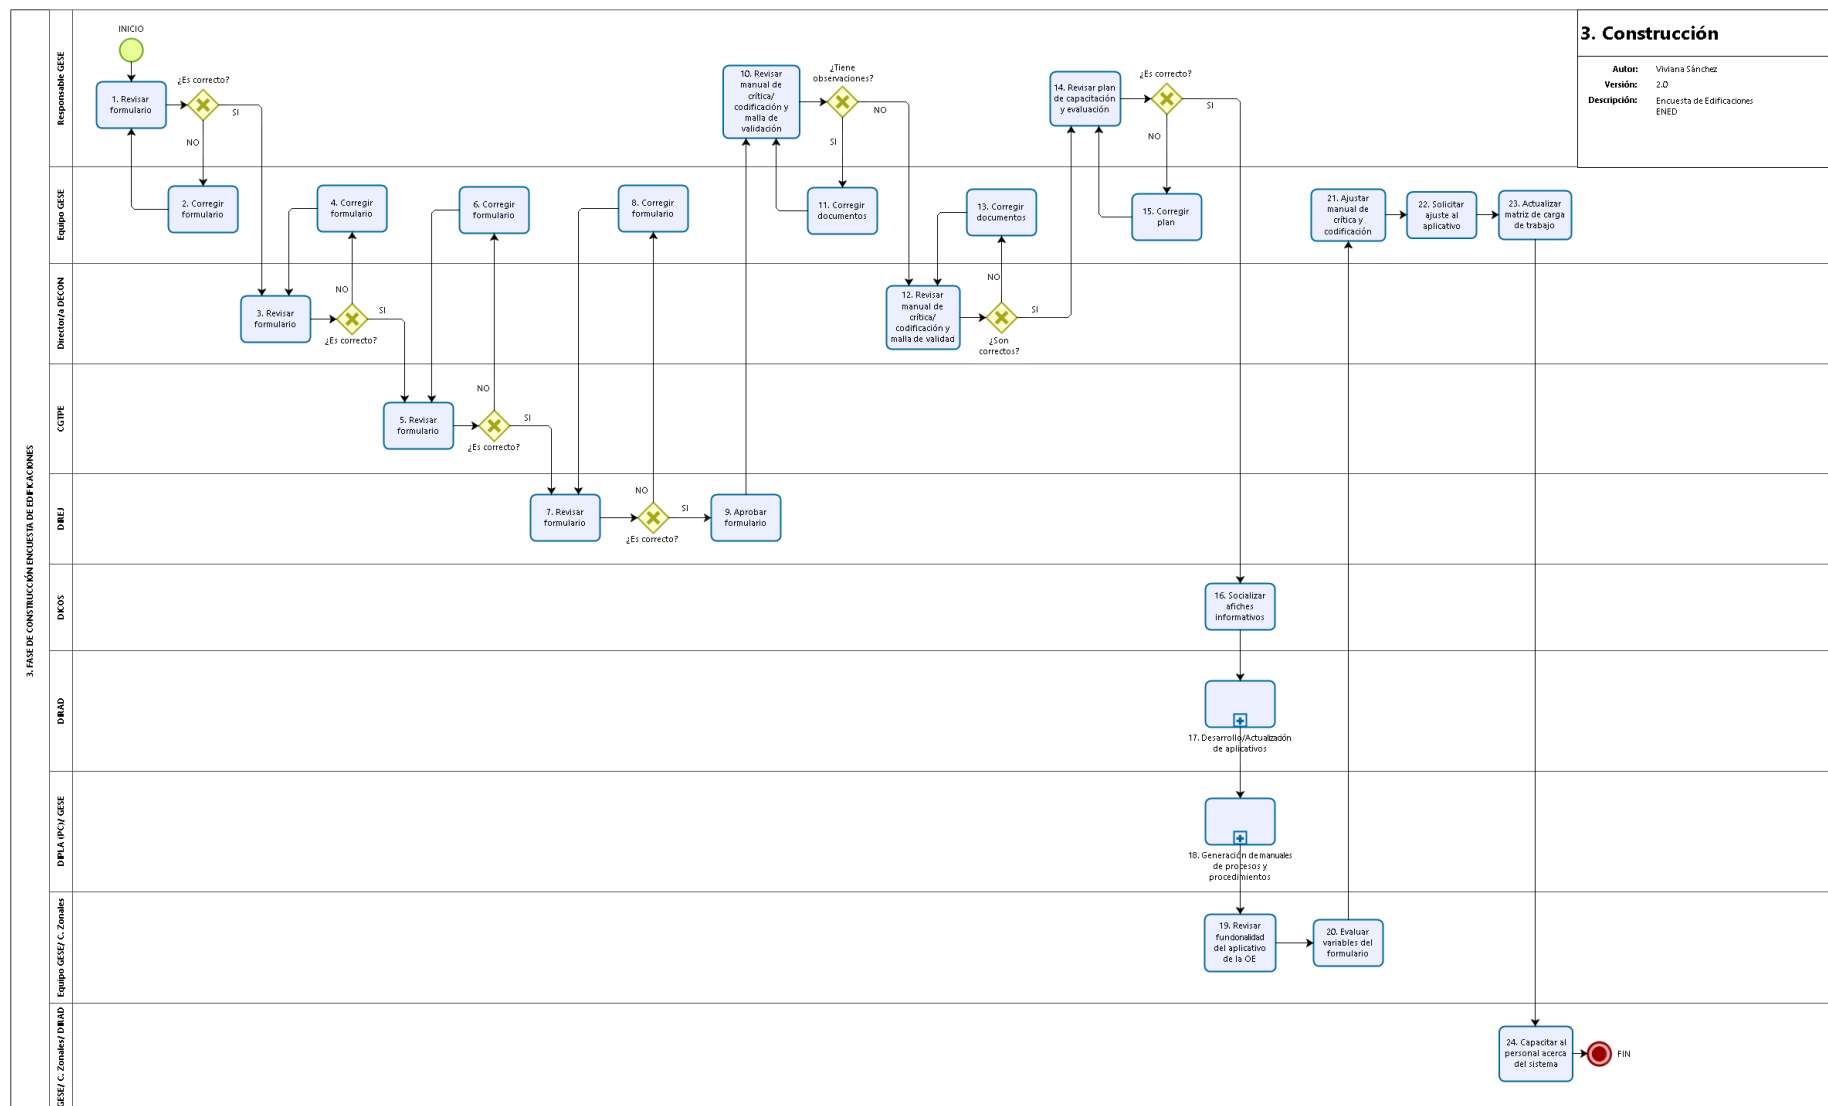 3. Construcción
Autor: Viviana Sánchez
Versión: 2.0
Descripción: Encuesta de Edificaciones
ENED
3. FASE DE CONSTRUCCIÓN ENCUESTA DE EDIFICACIONES
Responsable GESE
INICIO
1. Revisar
formulario
¿Es correcto?
SI
NO
10. Revisar
manual de
crítica/
codificación y
malla de
validación
¿Tiene
observaciones?
NO
SI
14. Revisar plan
de capacitación
y evaluación
¿Es correcto?
SI
NO
Equipo GESE
2. Corregir
formulario
4. Corregir
formulario
6. Corregir
formulario
8. Corregir
formulario
11. Corregir
documentos
13. Corregir
documentos
15. Corregir
plan
21. Ajustar
manual de
crítica y
codificación
22. Solicitar
ajuste al
aplicativo
23. Actualizar
matriz de carga
de trabajo
Director/a DECON
3. Revisar
formulario
NO
SI
¿Es correcto?
12. Revisar
manual de
crítica/
codificación y
malla de validad
NO
SI
¿Son
correctos?
CGTPE
5. Revisar
formulario
NO
SI
¿Es correcto?
DIREJ
7. Revisar
formulario
NO
SI
¿Es correcto?
9. Aprobar
formulario
DICOS
16. Socializar
afiches
informativos
DIRAD
17. Desarrollo/Actualización
de aplicativos
DIPLA (PC)/ GESE
18. Generación de manuales
de procesos y
procedimientos
Equipo GESE/ C. Zonales
19. Revisar
funcionalidad
del aplicativo
de la OE
20. Evaluar
variables del
formulario
GESE/ C. Zonales/ DIRAD
24. Capacitar al
personal acerca
del sistema
FIN